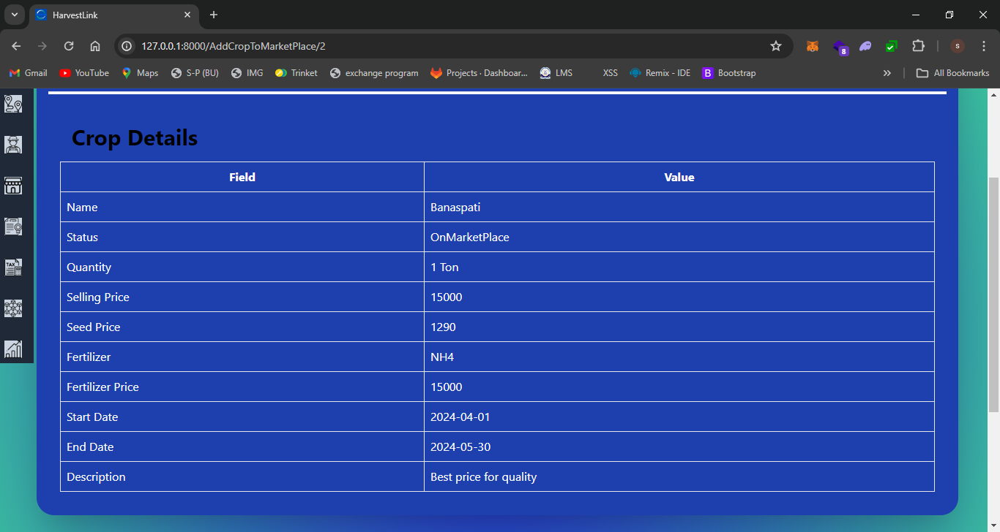 HarvestLink
127.0.0.1:8000/AddCropToMarketPlace/2
8
s
Gmail YouTube Maps S-P (BU) IMG Trinket exchange program Projects · Dashboar... LMS XSS Remix - IDE B Bootstrap » All Bookmarks
Crop Details
Field Value
Name Banaspati
Status OnMarketPlace
Quantity 1 Ton
Selling Price 15000
Seed Price 1290
Fertilizer NH4
Fertilizer Price 15000
Start Date 2024-04-01
End Date 2024-05-30
Description Best price for quality
TAX